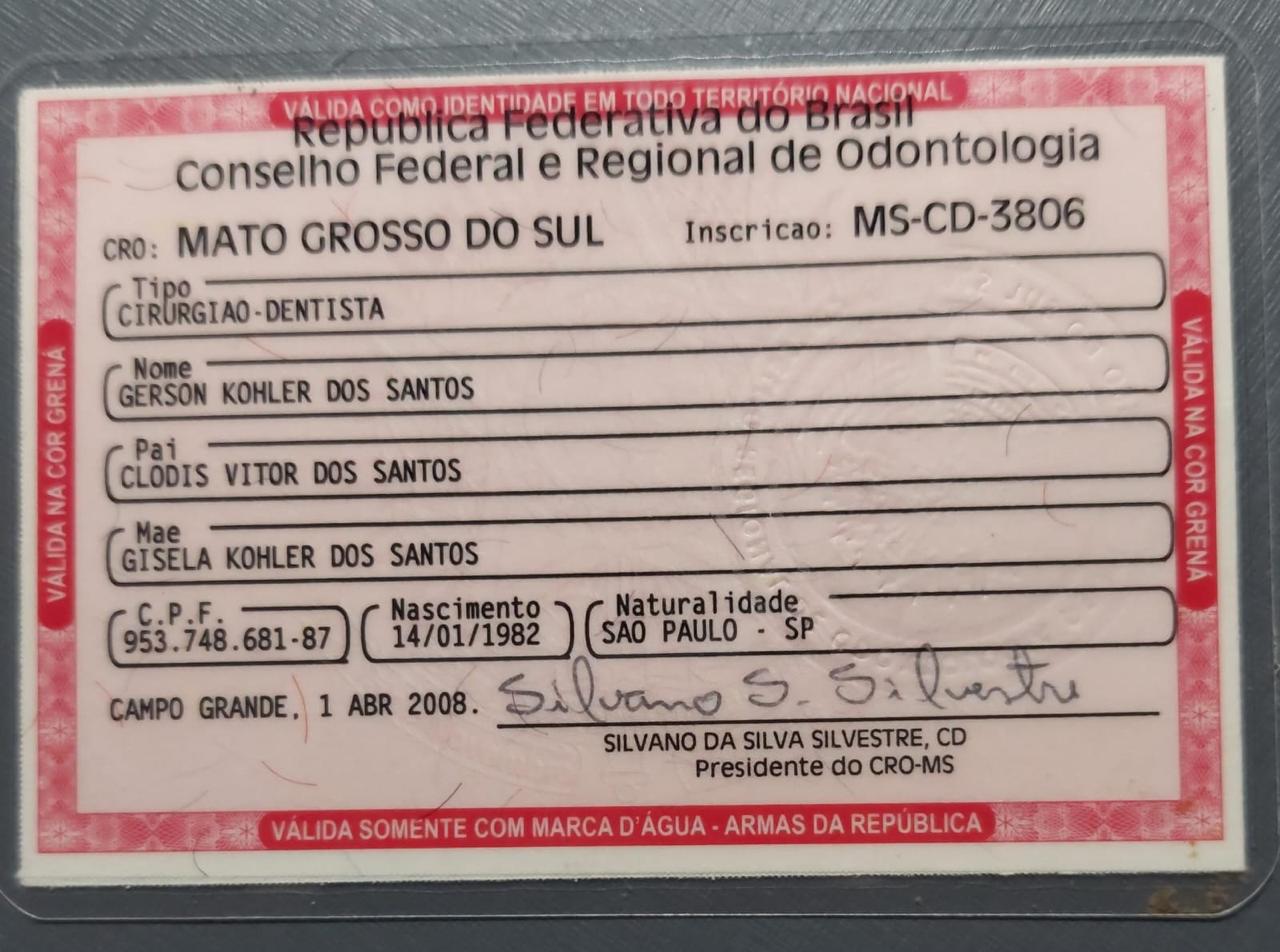 VÁLIDA COMO IDENTIDADE EM TODO TERRITÓRIO NACIONAL
Republica Federativa do Brasil
Conselho Federal e Regional de Odontologia
CRO: MATO GROSSO DO SUL Inscricao: MS-CD-3806
Tipo
CIRURGIAO-DENTISTA
Nome
GERSON KOHLER DOS SANTOS
Pai
CLODIS VITOR DOS SANTOS
Mae
GISELA KOHLER DOS SANTOS
C.P.F. Nascimento Naturalidade
953.748.681-87 14/01/1982 SAO PAULO - SP
CAMPO GRANDE, 1 ABR 2008. Silvano S. Silvestre
SILVANO DA SILVA SILVESTRE, CD
Presidente do CRO-MS
VÁLIDA SOMENTE COM MARCA D'ÁGUA - ARMAS DA REPÚBLICA
VÁLIDA NA COR GRENÁ
VÁLIDA NA COR GRENÁ